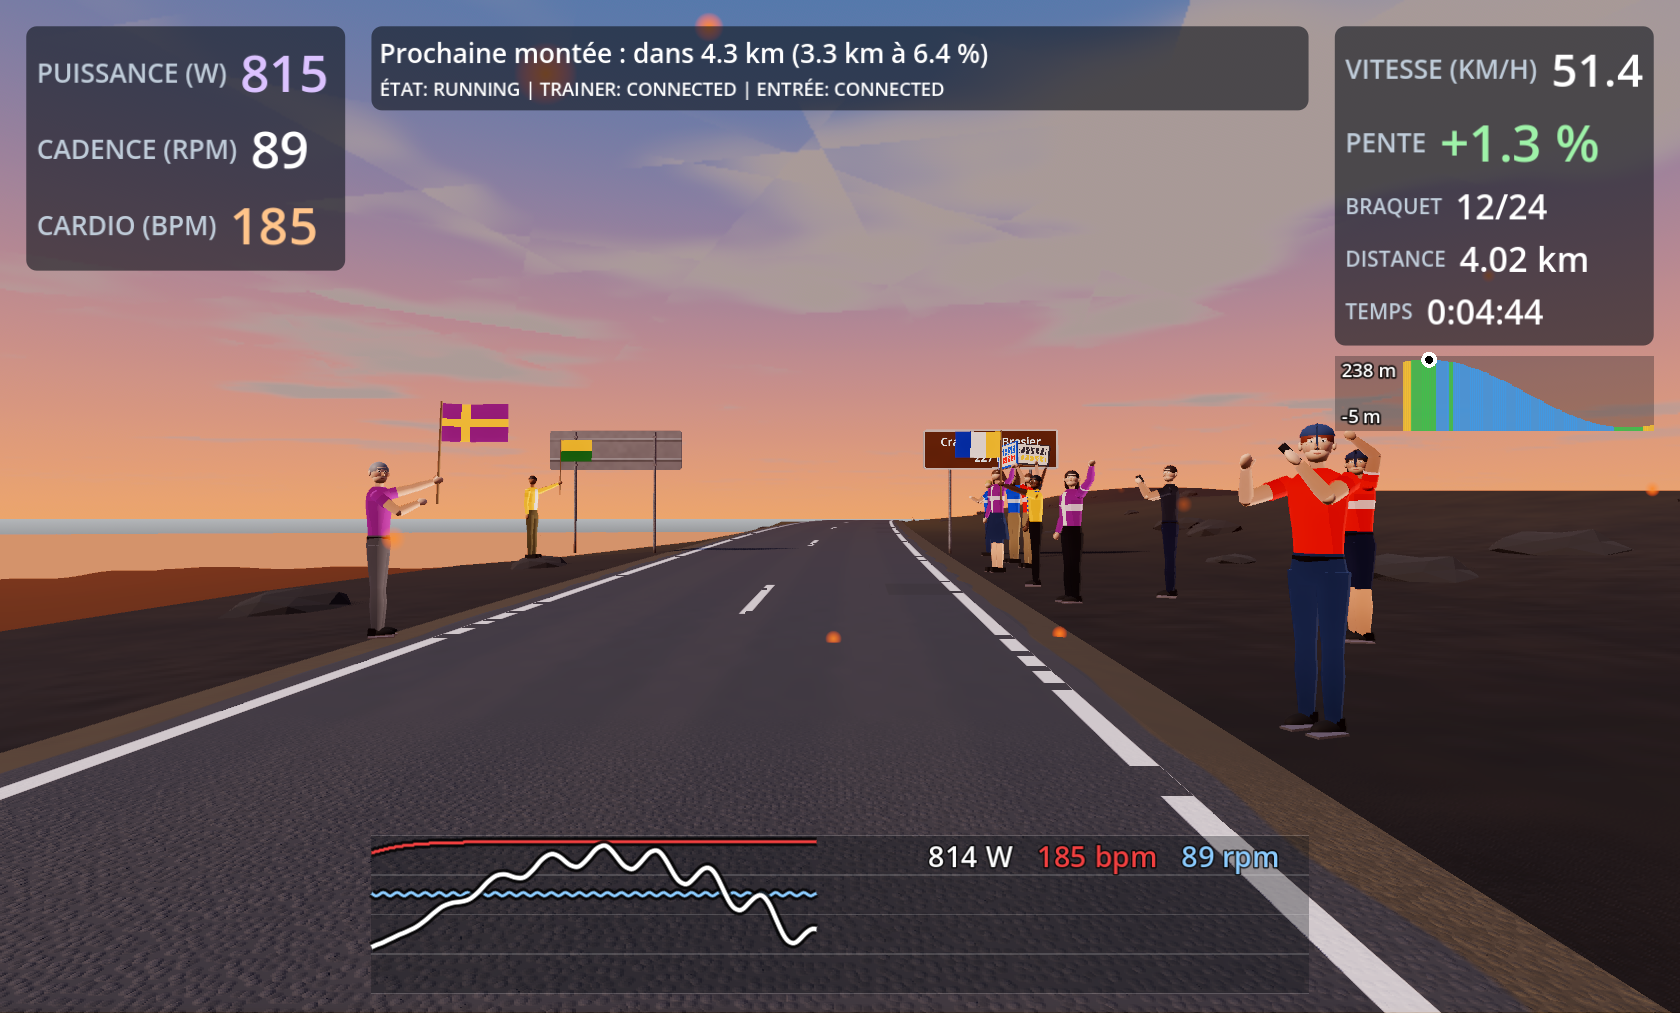 PUISSANCE (W) 815
CADENCE (RPM) 89
CARDIO (BPM) 185
Prochaine montée : dans 4.3 km (3.3 km à 6.4 %)
ÉTAT: RUNNING | TRAINER: CONNECTED | ENTRÉE: CONNECTED
VITESSE (KM/H) 51.4
PENTE +1.3 %
BRAQUET 12/24
DISTANCE 4.02 km
TEMPS 0:04:44
238 m
-5 m
814 W 185 bpm 89 rpm